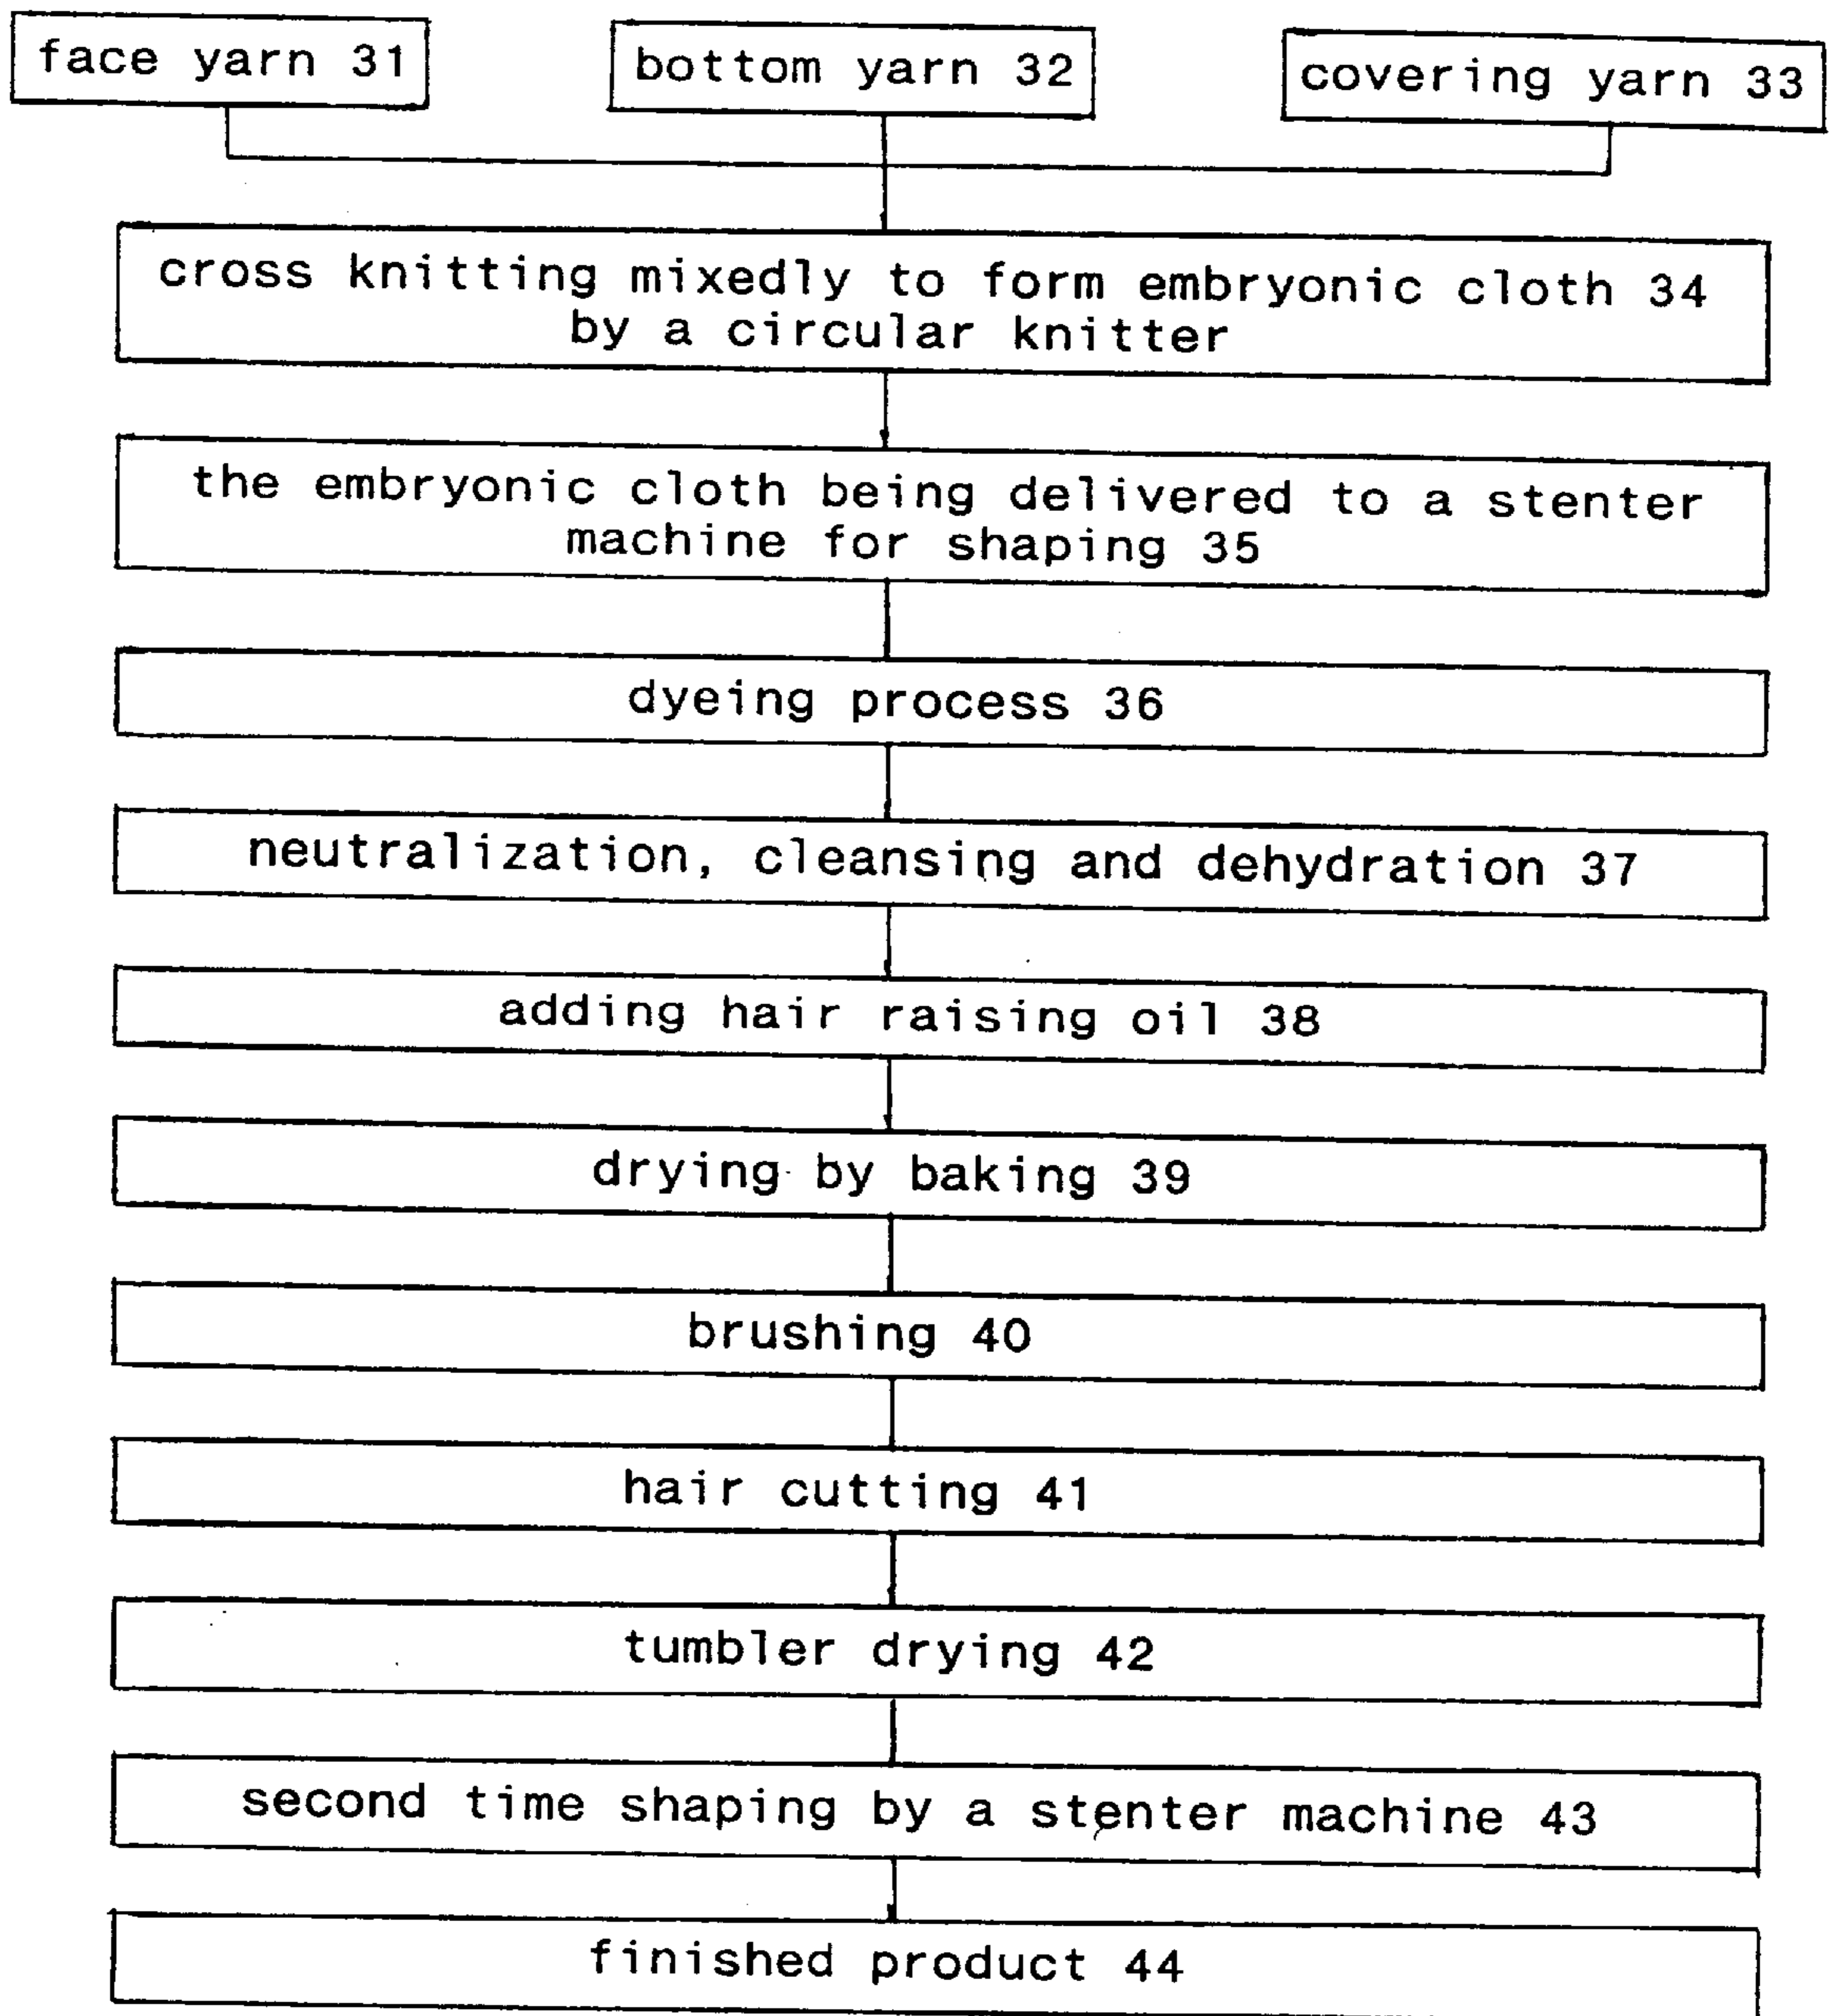 face yarn 31
bottom yarn 32
covering yarn 33
cross knitting mixedly to form embryonic cloth 34
by a circular knitter
the embryonic cloth being delivered to a stenter
machine for shaping 35
dyeing process 36
neutralization, cleansing and dehydration 37
adding hair raising oil 38
drying by baking 39
brushing 40
hair cutting 41
tumbler drying 42
second time shaping by a stenter machine 43
finished product 44